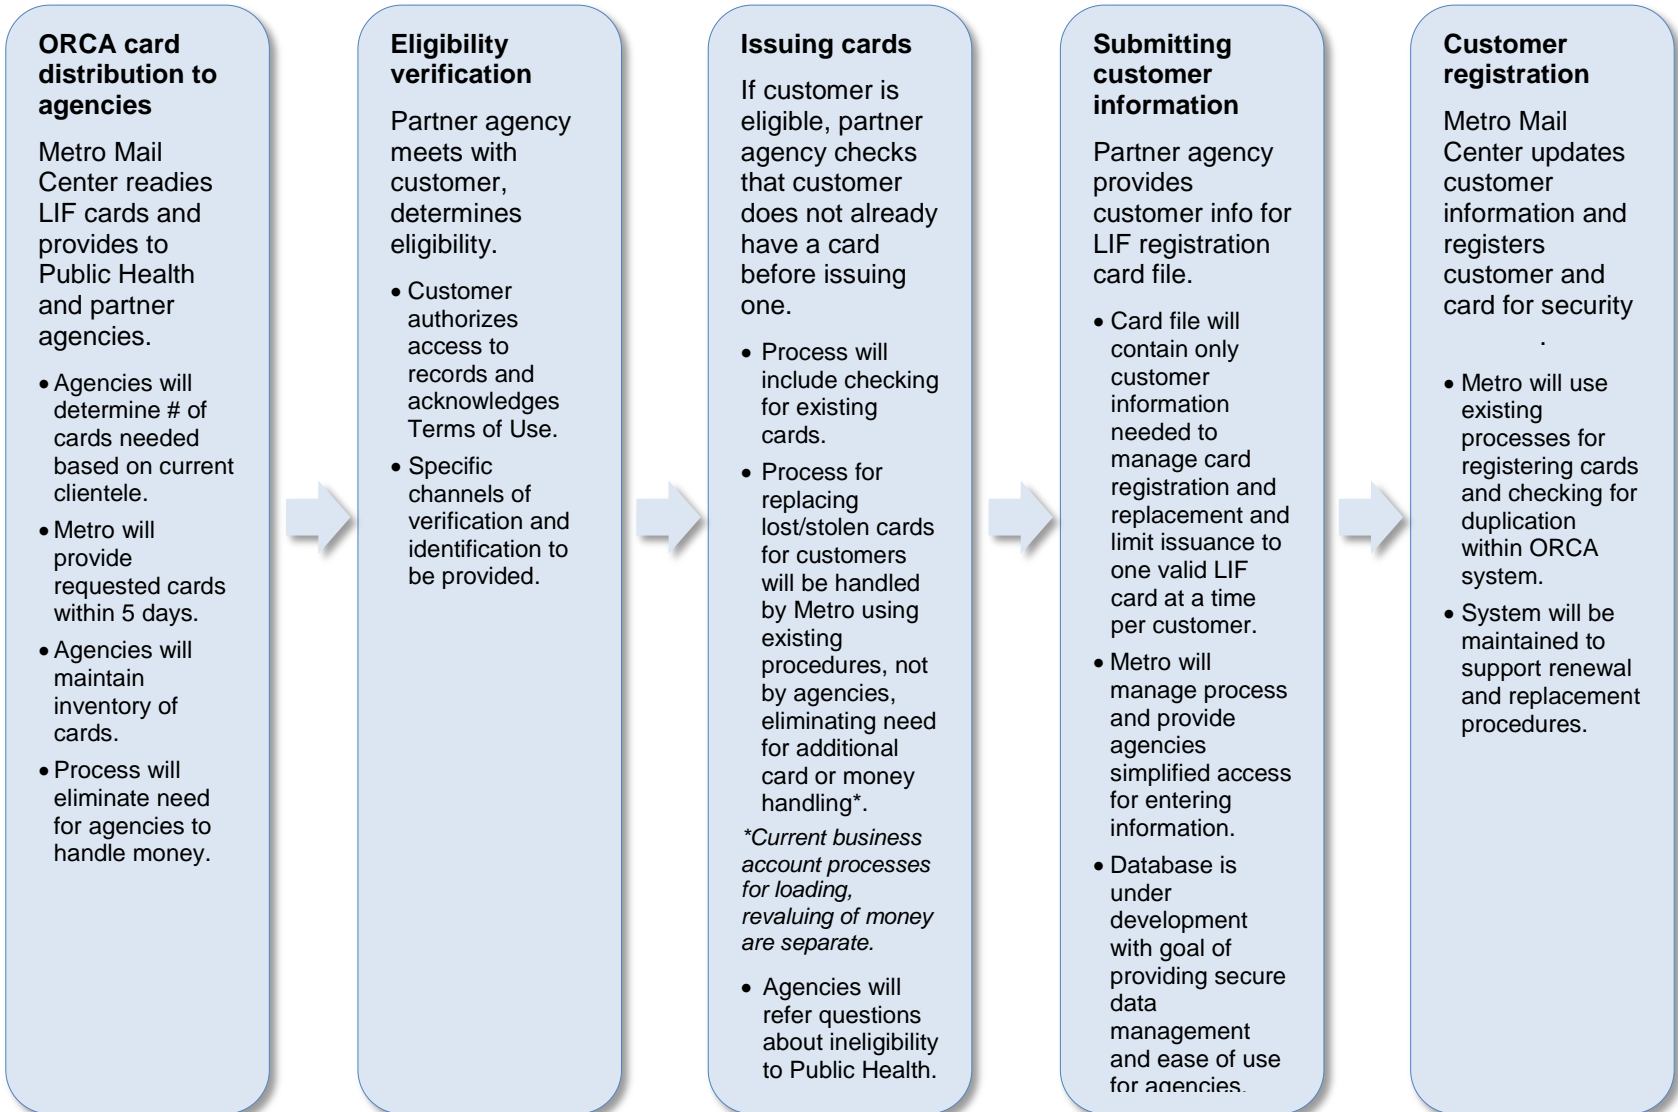 ORCA card
distribution to
agencies
Metro Mail
Center readies
LIF cards and
provides to
Public Health
and partner
agencies.
• Agencies will
determine # of
cards needed
based on current
clientele.
• Metro will
provide
requested cards
within 5 days.
• Agencies will
maintain
inventory of
cards.
• Process will
eliminate need
for agencies to
handle money.
Eligibility
verification
Partner agency
meets with
customer,
determines
eligibility.
• Customer
authorizes
access to
records and
acknowledges
Terms of Use.
• Specific
channels of
verification and
identification to
be provided.
Issuing cards
If customer is
eligible, partner
agency checks
that customer
does not already
have a card
before issuing
one.
• Process will
include checking
for existing
cards.
• Process for
replacing
lost/stolen cards
for customers
will be handled
by Metro using
existing
procedures, not
by agencies,
eliminating need
for additional
card or money
handling*.
*Current business
account processes
for loading,
revaluing of money
are separate.
• Agencies will
refer questions
about ineligibility
to Public Health.
Submitting
customer
information
Partner agency
provides
customer info for
LIF registration
card file.
• Card file will
contain only
customer
information
needed to
manage card
registration and
replacement and
limit issuance to
one valid LIF
card at a time
per customer.
• Metro will
manage process
and provide
agencies
simplified access
for entering
information.
• Database is
under
development
with goal of
providing secure
data
management
and ease of use
for agencies.
Customer
registration
Metro Mail
Center updates
customer
information and
registers
customer and
card for security
.
• Metro will use
existing
processes for
registering cards
and checking for
duplication
within ORCA
system.
• System will be
maintained to
support renewal
and replacement
procedures.